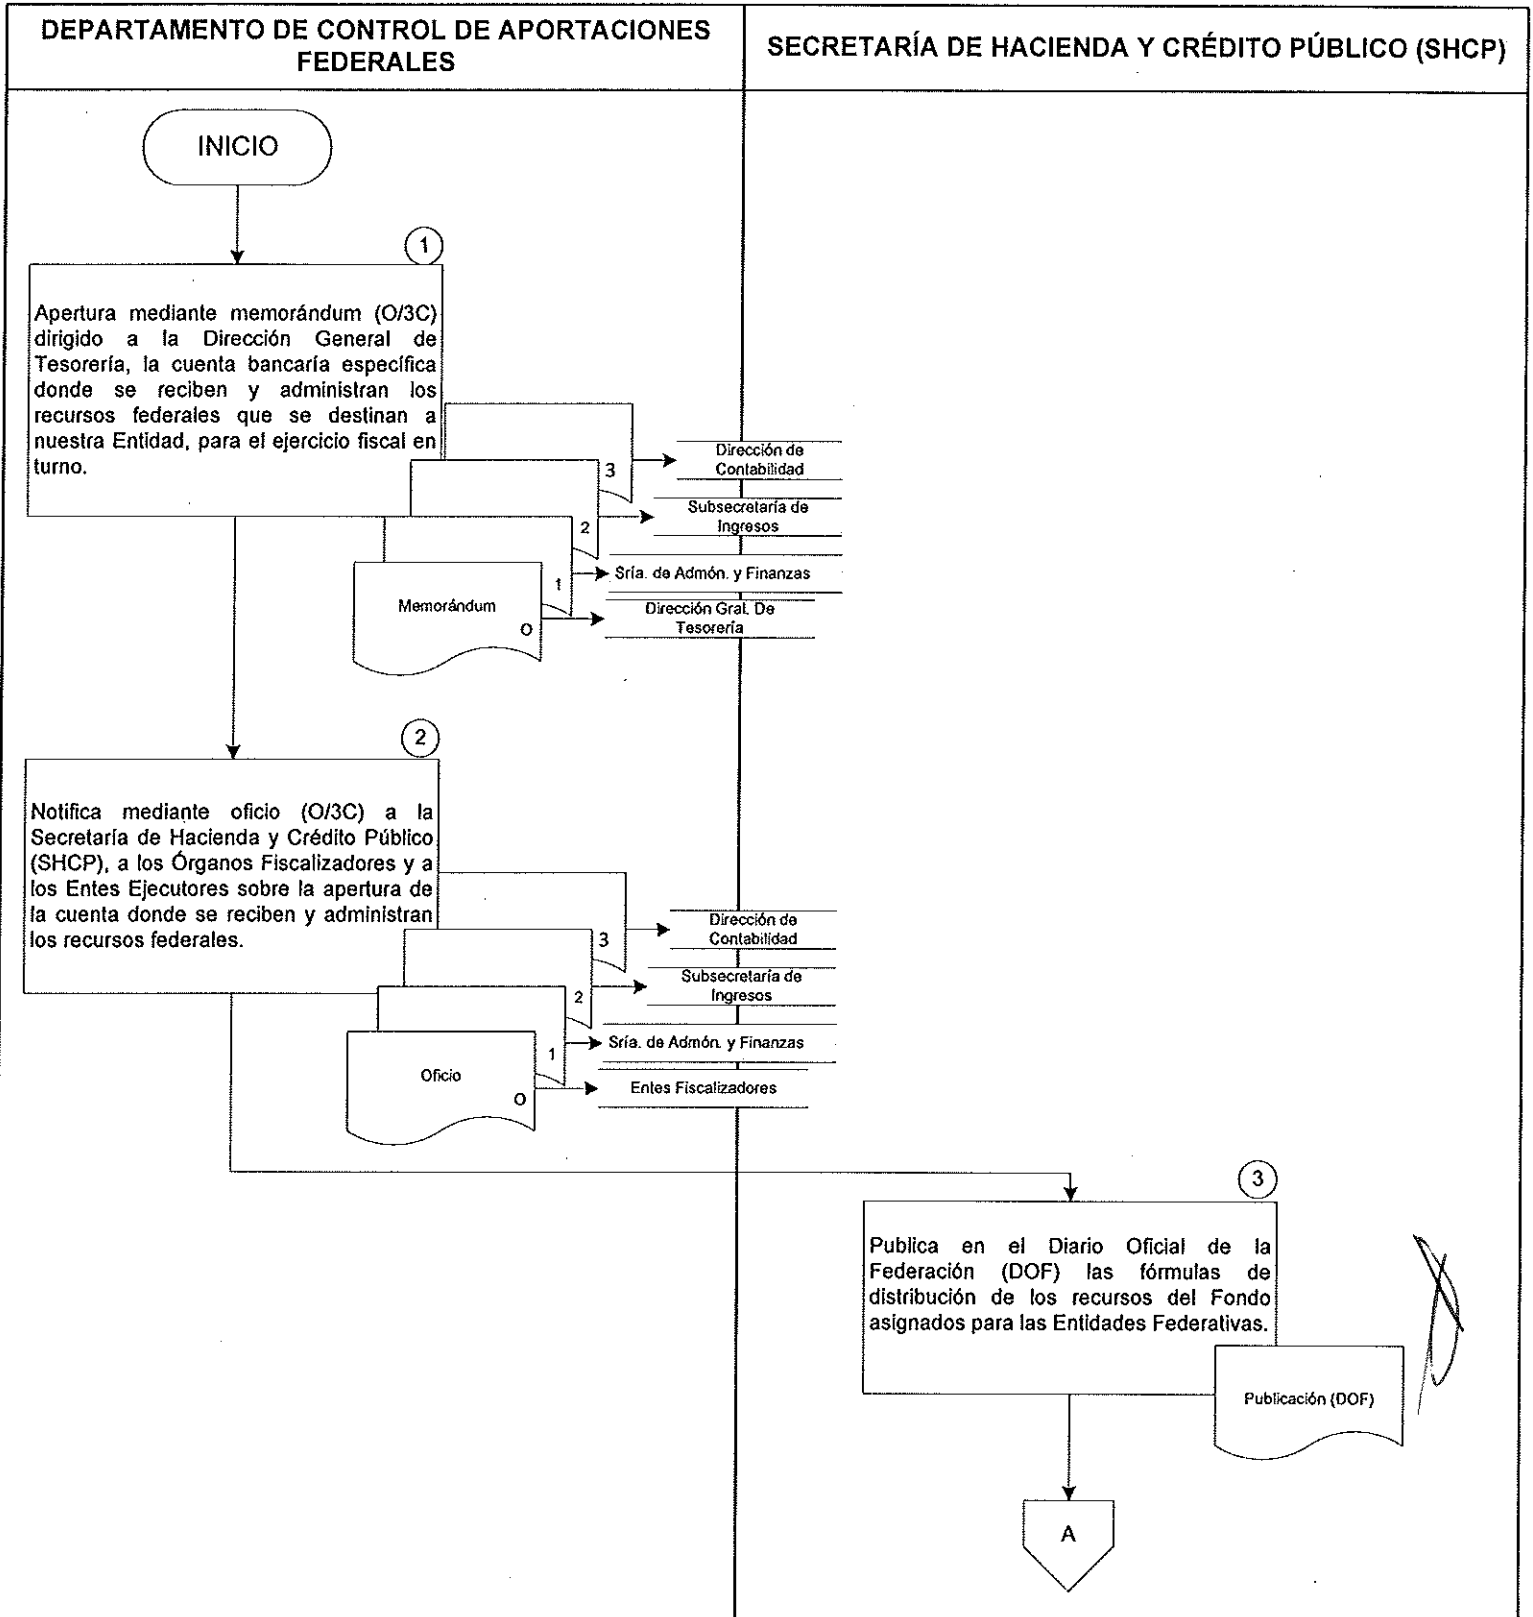 DEPARTAMENTO DE CONTROL DE APORTACIONES
FEDERALES
SECRETARÍA DE HACIENDA Y CRÉDITO PÚBLICO (SHCP)
INICIO
1
Apertura mediante memorándum (O/3C)
dirigido a la Dirección General de
Tesorería, la cuenta bancaría específica
donde se reciben y administran los
recursos federales que se destinan a
nuestra Entidad, para el ejercicio fiscal en
turno.
3
Dirección de
Contabilidad
2
Subsecretaría de
Ingresos
1
Sría. de Admón. y Finanzas
Memorándum
O
Dirección Gral. De
Tesorería
2
Notifica mediante oficio (O/3C) a la
Secretaría de Hacienda y Crédito Público
(SHCP), a los Órganos Fiscalizadores y a
los Entes Ejecutores sobre la apertura de
la cuenta donde se reciben y administran
los recursos federales.
3
Dirección de
Contabilidad
2
Subsecretaría de
Ingresos
1
Sría. de Admón. y Finanzas
Oficio
O
Entes Fiscalizadores
3
Publica en el Diario Oficial de la
Federación (DOF) las fórmulas de
distribución de los recursos del Fondo
asignados para las Entidades Federativas.
Publicación (DOF)
A